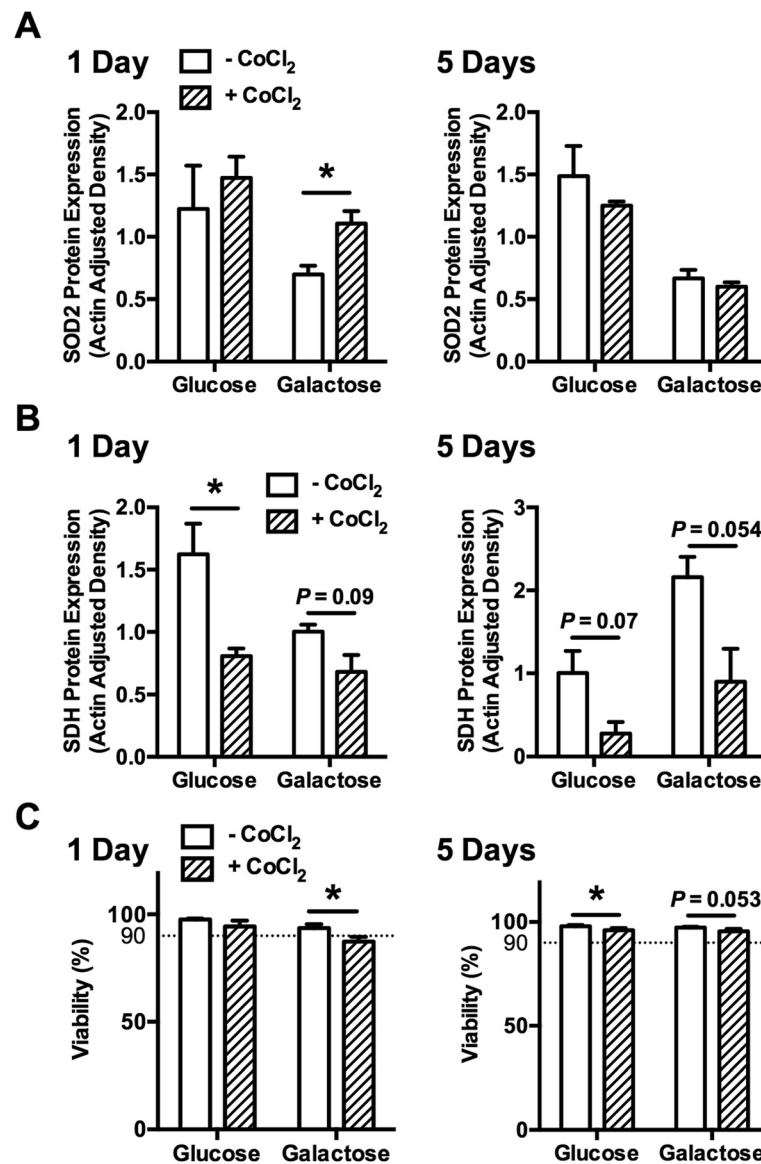 A
1 Day
- CoCl₂
+ CoCl₂
5 Days
SOD2 Protein Expression
(Actin Adjusted Density)
2.0
1.5
1.0
0.5
0.0
*
Glucose
Galactose
SOD2 Protein Expression
(Actin Adjusted Density)
2.0
1.5
1.0
0.5
0.0
Glucose
Galactose
B
1 Day
- CoCl₂
+ CoCl₂
5 Days
SDH Protein Expression
(Actin Adjusted Density)
2.0
1.5
1.0
0.5
0.0
*
P = 0.09
Glucose
Galactose
SDH Protein Expression
(Actin Adjusted Density)
3
2
1
0
P = 0.07
P = 0.054
Glucose
Galactose
C
1 Day
- CoCl₂
+ CoCl₂
5 Days
Viability (%)
100
90
50
0
*
Glucose
Galactose
Viability (%)
100
90
50
0
*
P = 0.053
Glucose
Galactose